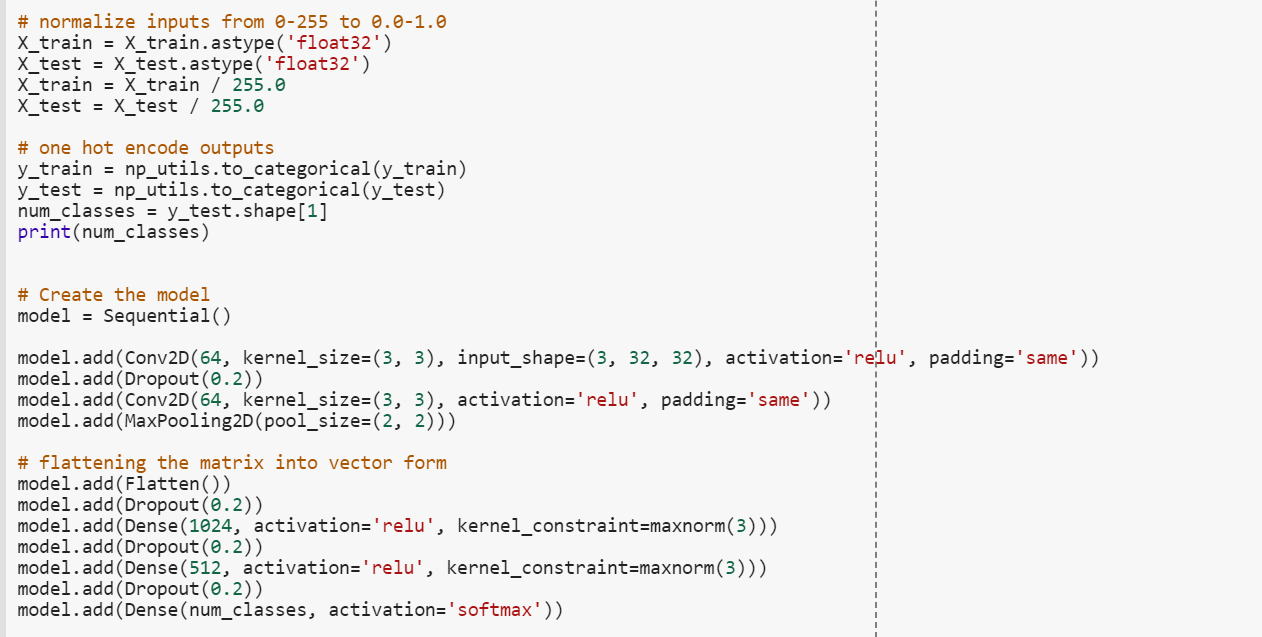 # normalize inputs from 0-255 to 0.0-1.0
X_train = X_train.astype('float32')
X_test = X_test.astype('float32')
X_train = X_train / 255.0
X_test = X_test / 255.0
# one hot encode outputs
y_train = np_utils.to_categorical(y_train)
y_test = np_utils.to_categorical(y_test)
num_classes = y_test.shape[1]
print(num_classes)
# Create the model
model = Sequential()
model.add(Conv2D(64, kernel_size=(3, 3), input_shape=(3, 32, 32), activation='relu', padding='same'))
model.add(Dropout(0.2))
model.add(Conv2D(64, kernel_size=(3, 3), activation='relu', padding='same'))
model.add(MaxPooling2D(pool_size=(2, 2)))
# flattening the matrix into vector form
model.add(Flatten())
model.add(Dropout(0.2))
model.add(Dense(1024, activation='relu', kernel_constraint=maxnorm(3)))
model.add(Dropout(0.2))
model.add(Dense(512, activation='relu', kernel_constraint=maxnorm(3)))
model.add(Dropout(0.2))
model.add(Dense(num_classes, activation='softmax'))